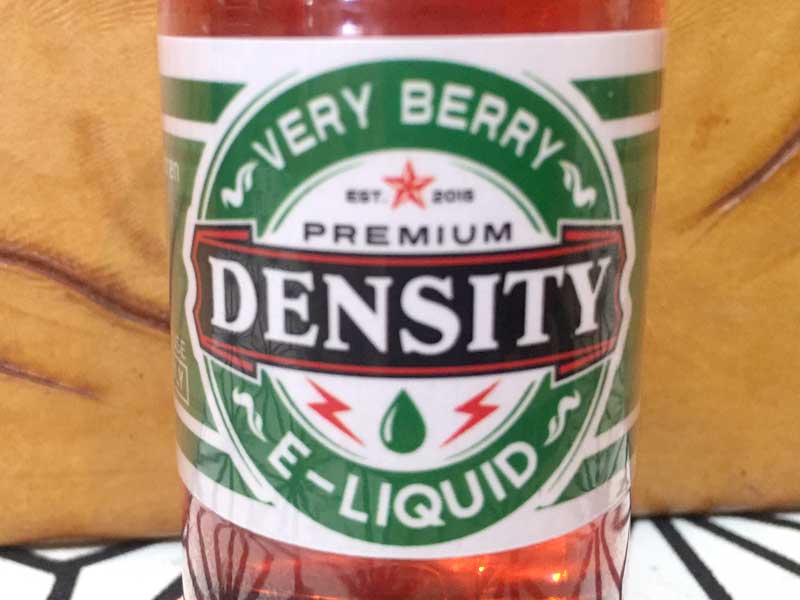 VERY BERRY
EST. 2015
PREMIUM
DENSITY
E-LIQUID